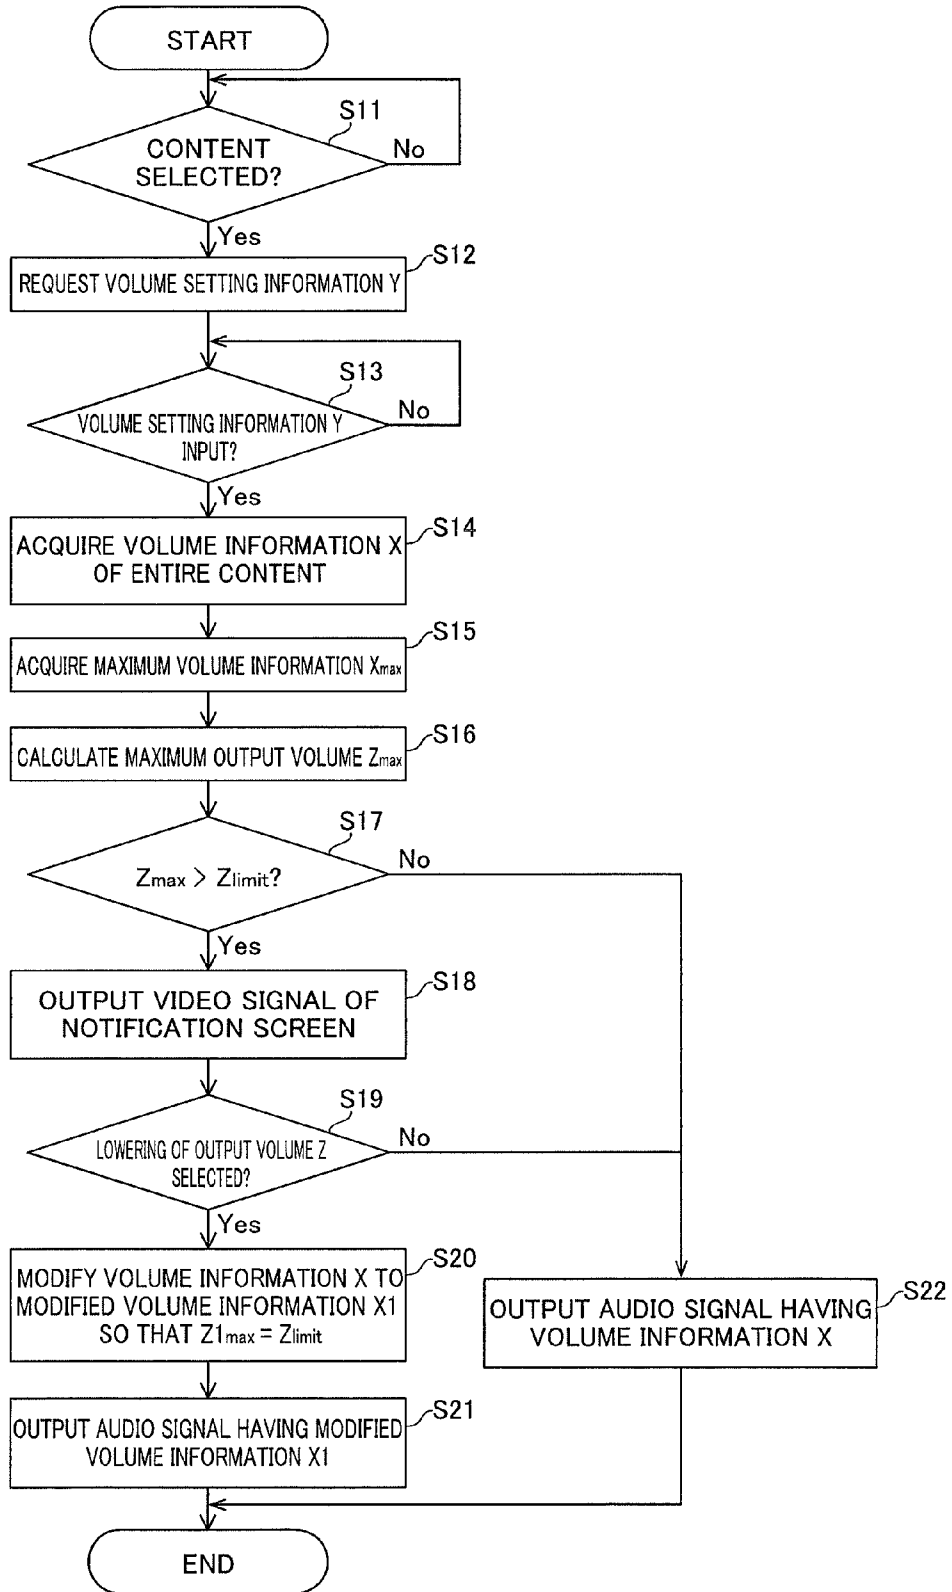 START
S11
CONTENT
SELECTED?
No
Yes
S12
REQUEST VOLUME SETTING INFORMATION Y
S13
VOLUME SETTING INFORMATION Y
INPUT?
No
Yes
S14
ACQUIRE VOLUME INFORMATION X
OF ENTIRE CONTENT
S15
ACQUIRE MAXIMUM VOLUME INFORMATION Xmax
S16
CALCULATE MAXIMUM OUTPUT VOLUME Zmax
S17
Zmax > Zlimit?
No
Yes
S18
OUTPUT VIDEO SIGNAL OF
NOTIFICATION SCREEN
S19
LOWERING OF OUTPUT VOLUME Z
SELECTED?
No
Yes
S20
MODIFY VOLUME INFORMATION X TO
MODIFIED VOLUME INFORMATION X1
SO THAT Z1max = Zlimit
S22
OUTPUT AUDIO SIGNAL HAVING
VOLUME INFORMATION X
S21
OUTPUT AUDIO SIGNAL HAVING MODIFIED
VOLUME INFORMATION X1
END